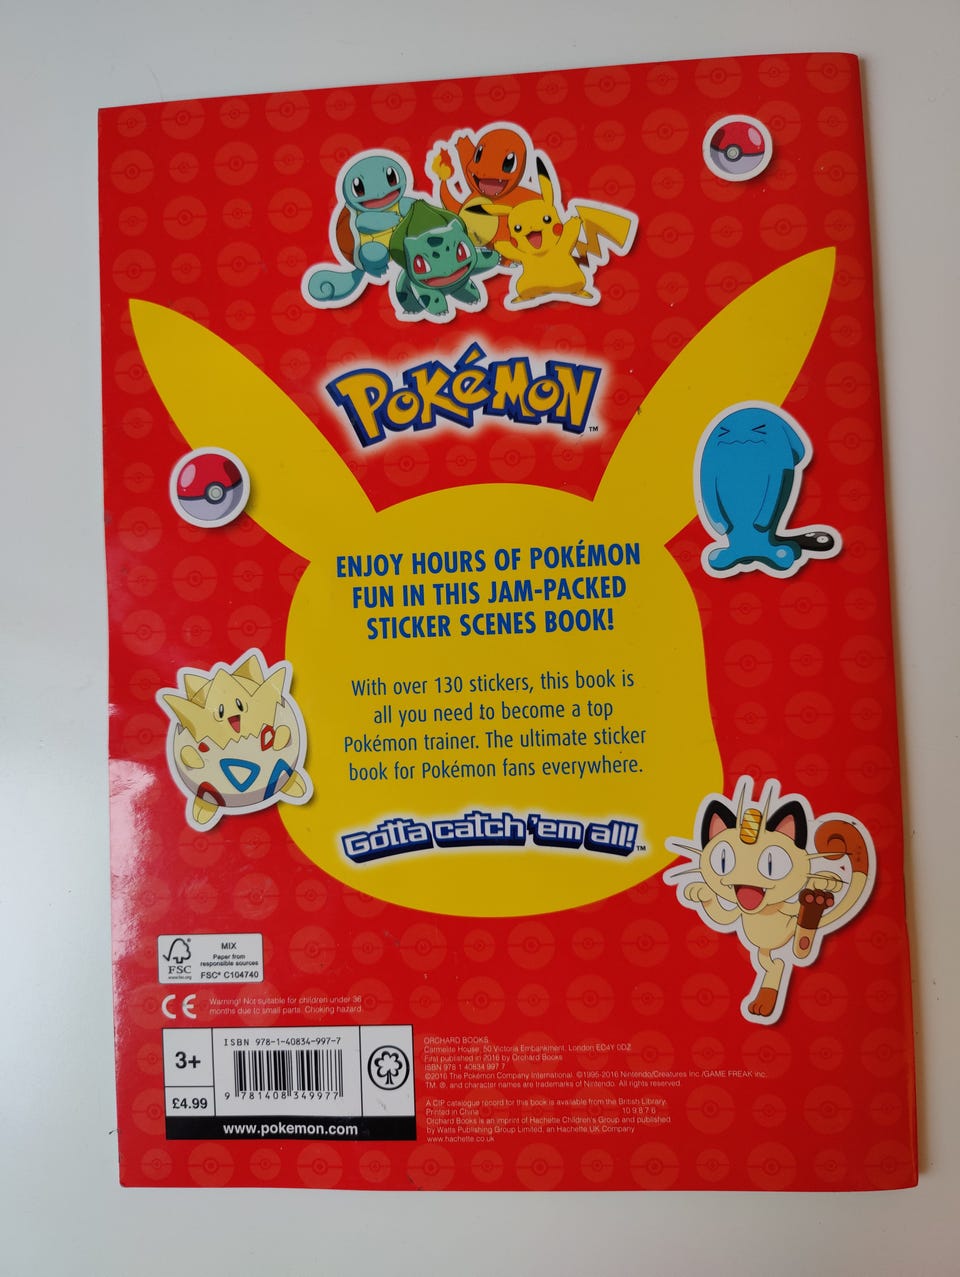 POKéMON™
ENJOY HOURS OF POKÉMON
FUN IN THIS JAM-PACKED
STICKER SCENES BOOK!
With over 130 stickers, this book is
all you need to become a top
Pokémon trainer. The ultimate sticker
book for Pokémon fans everywhere.
Gotta catch 'em all!™
FSC
www.fsc.org
MIX
Paper from
responsible sources
FSC® C104740
CE
Warning! Not suitable for children under 36
months due to small parts. Choking hazard.
3+
£4.99
ISBN 978-1-40834-997-7
9 781408 349977
www.pokemon.com
ORCHARD BOOKS
Carmelite House, 50 Victoria Embankment, London EC4Y 0DZ
First published in 2016 by Orchard Books
ISBN 978 1 40834 997 7
©2016 The Pokémon Company International. ©1995-2016 Nintendo/Creatures Inc./GAME FREAK inc.
TM, ®, and character names are trademarks of Nintendo. All rights reserved.
A CIP catalogue record for this book is available from the British Library.
Printed in China
10 9 8 7 6
Orchard Books is an imprint of Hachette Children's Group and published
by Watts Publishing Group Limited, an Hachette UK Company
www.hachette.co.uk